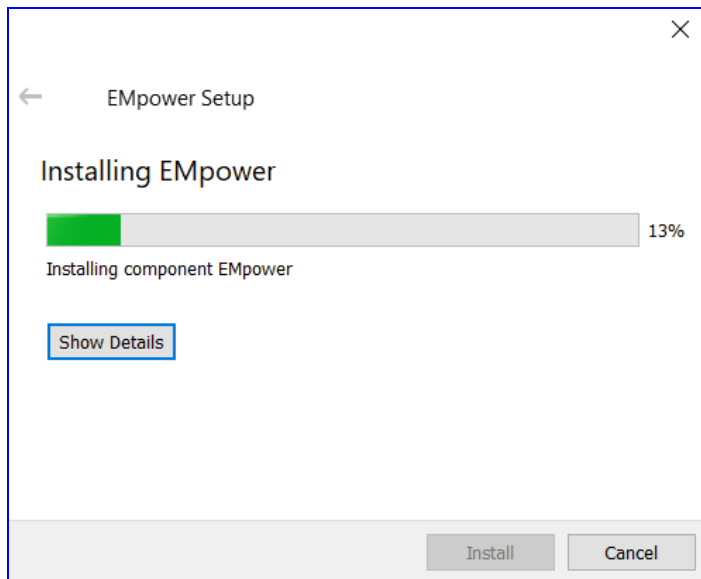 EMpower Setup
Installing EMpower
13%
Installing component EMpower
Show Details
Install
Cancel